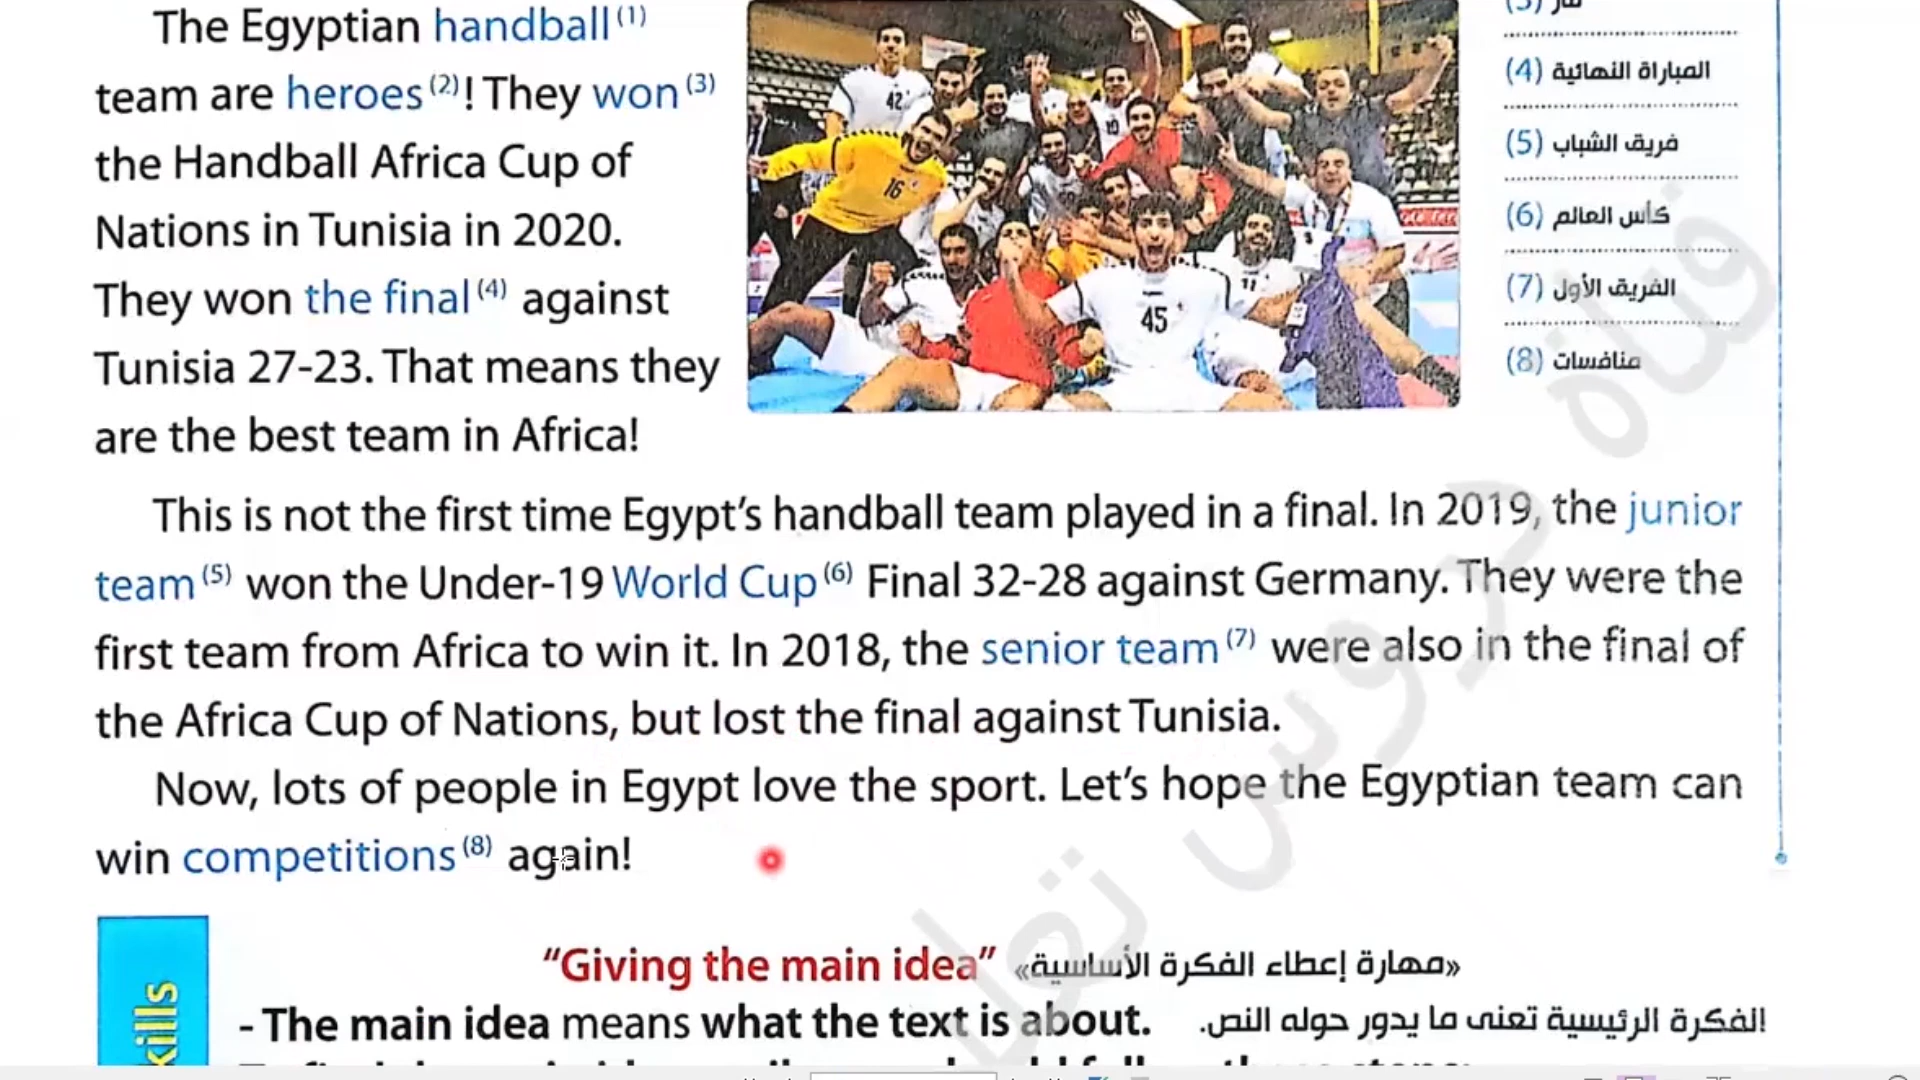 The Egyptian handball (1)
team are heroes (2)! They won (3)
the Handball Africa Cup of
Nations in Tunisia in 2020.
They won the final (4) against
Tunisia 27-23. That means they
are the best team in Africa!
42
16
10
45
11
(4) المباراة النهائية
(5) فريق الشباب
(6) كأس العالم
(7) الفريق الأول
(8) منافسات
This is not the first time Egypt's handball team played in a final. In 2019, the junior
team (5) won the Under-19 World Cup (6) Final 32-28 against Germany. They were the
first team from Africa to win it. In 2018, the senior team (7) were also in the final of
the Africa Cup of Nations, but lost the final against Tunisia.
Now, lots of people in Egypt love the sport. Let's hope the Egyptian team can
win competitions (8) again!
"Giving the main idea" «مهارة إعطاء الفكرة الأساسية»
- The main idea means what the text is about. الفكرة الرئيسية تعنى ما يدور حوله النص.
قناة دروس